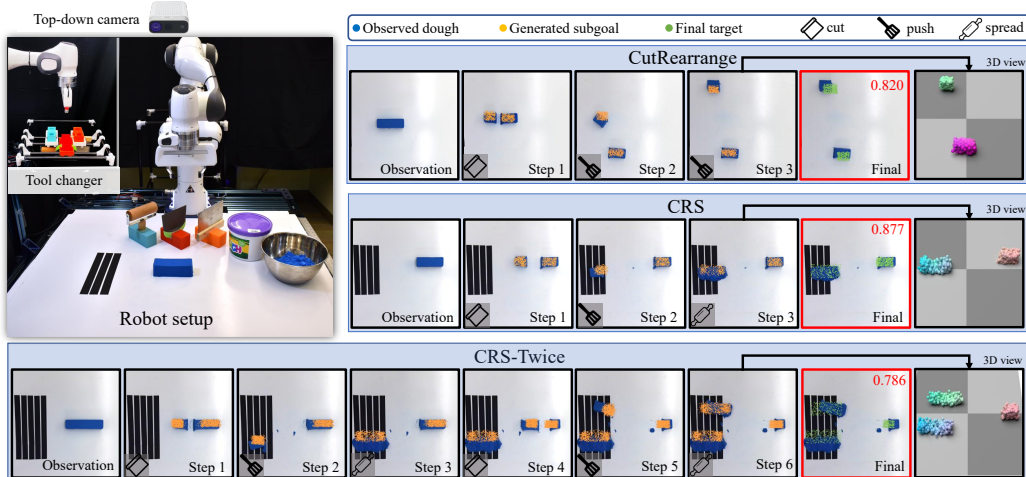 Top-down camera
Tool changer
Robot setup
Observed dough Generated subgoal Final target cut push spread
CutRearrange
3D view
0.820
Observation Step 1 Step 2 Step 3 Final
CRS
3D view
0.877
Observation Step 1 Step 2 Step 3 Final
CRS-Twice
3D view
0.786
Observation Step 1 Step 2 Step 3 Step 4 Step 5 Step 6 Final